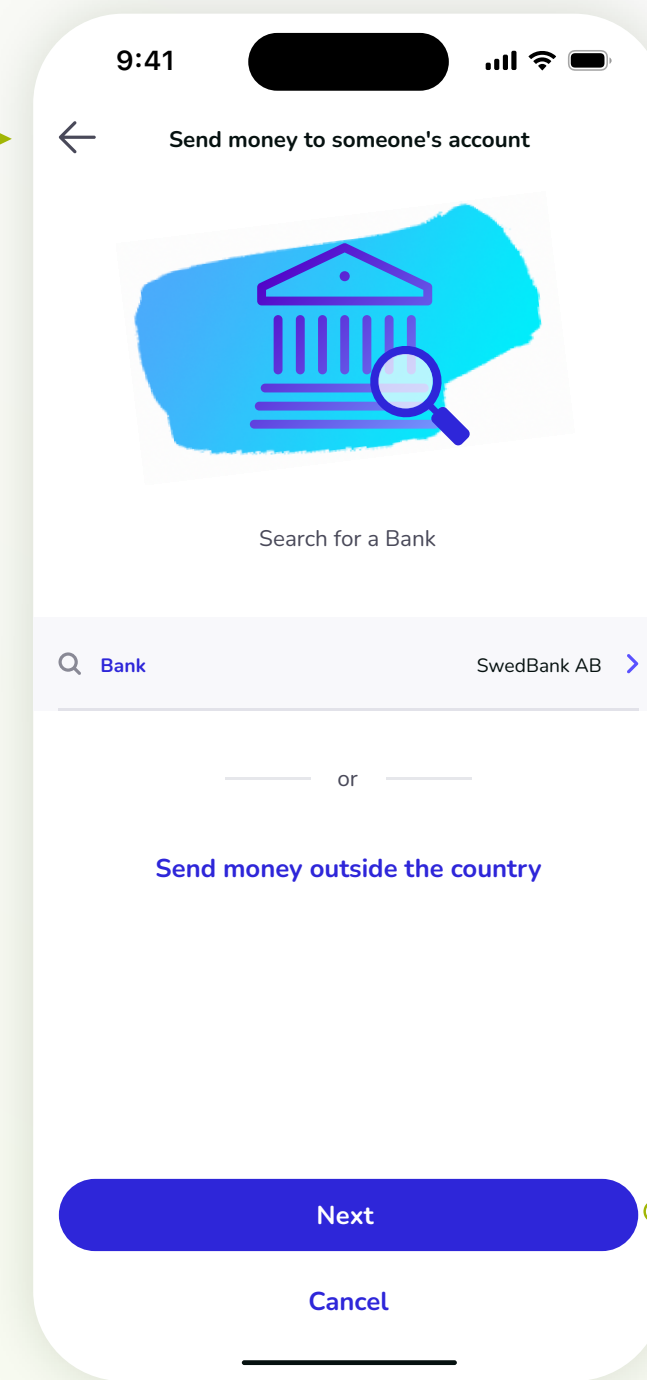 9:41
Send money to someone's account
Search for a Bank
Bank SwedBank AB
or
Send money outside the country
Next
Cancel